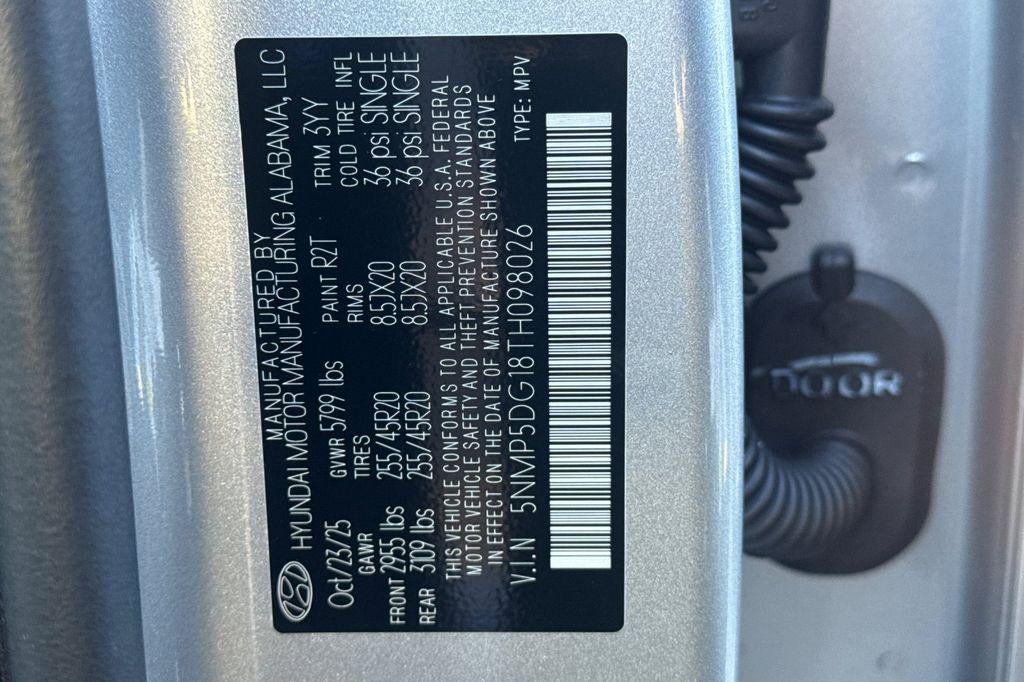 MANUFACTURED BY
HYUNDAI MOTOR MANUFACTURING ALABAMA, LLC
Oct/23/25 GVWR 5799 lbs PAINT R2T TRIM 3YY
GAWR TIRES RIMS COLD TIRE INFL
FRONT 2955 lbs 255/45R20 8.5JX20 36 psi SINGLE
REAR 3109 lbs 255/45R20 8.5JX20 36 psi SINGLE
THIS VEHICLE CONFORMS TO ALL APPLICABLE U.S.A. FEDERAL
MOTOR VEHICLE SAFETY AND THEFT PREVENTION STANDARDS
IN EFFECT ON THE DATE OF MANUFACTURE SHOWN ABOVE
V.I.N 5NMP5DG18TH098026 TYPE: MPV
DOOR